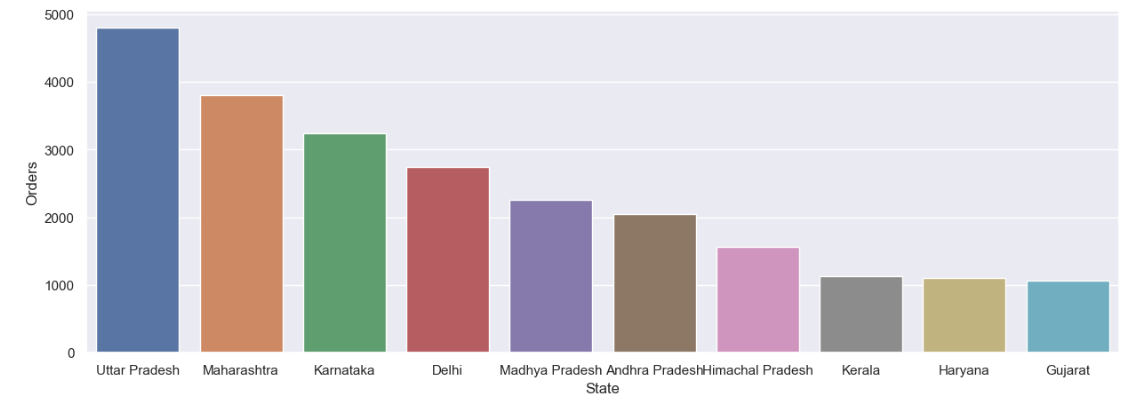 5000
4000
3000
2000
1000
0
Orders
Uttar Pradesh Maharashtra Karnataka Delhi Madhya Pradesh Andhra Pradesh Himachal Pradesh Kerala Haryana Gujarat
State